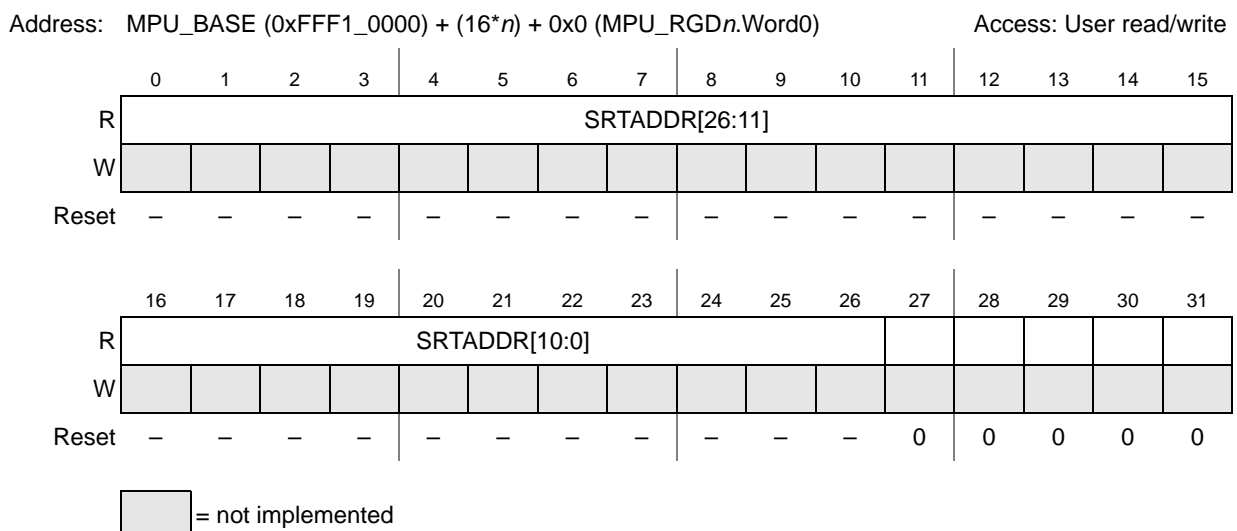 Address: MPU_BASE (0xFFF1_0000) + (16*n) + 0x0 (MPU_RGDn.Word0) Access: User read/write
0 1 2 3 4 5 6 7 8 9 10 11 12 13 14 15
R SRTADDR[26:11]
W
Reset – – – – – – – – – – – – – – – –
16 17 18 19 20 21 22 23 24 25 26 27 28 29 30 31
R SRTADDR[10:0]
W
Reset – – – – – – – – – – – 0 0 0 0 0
= not implemented